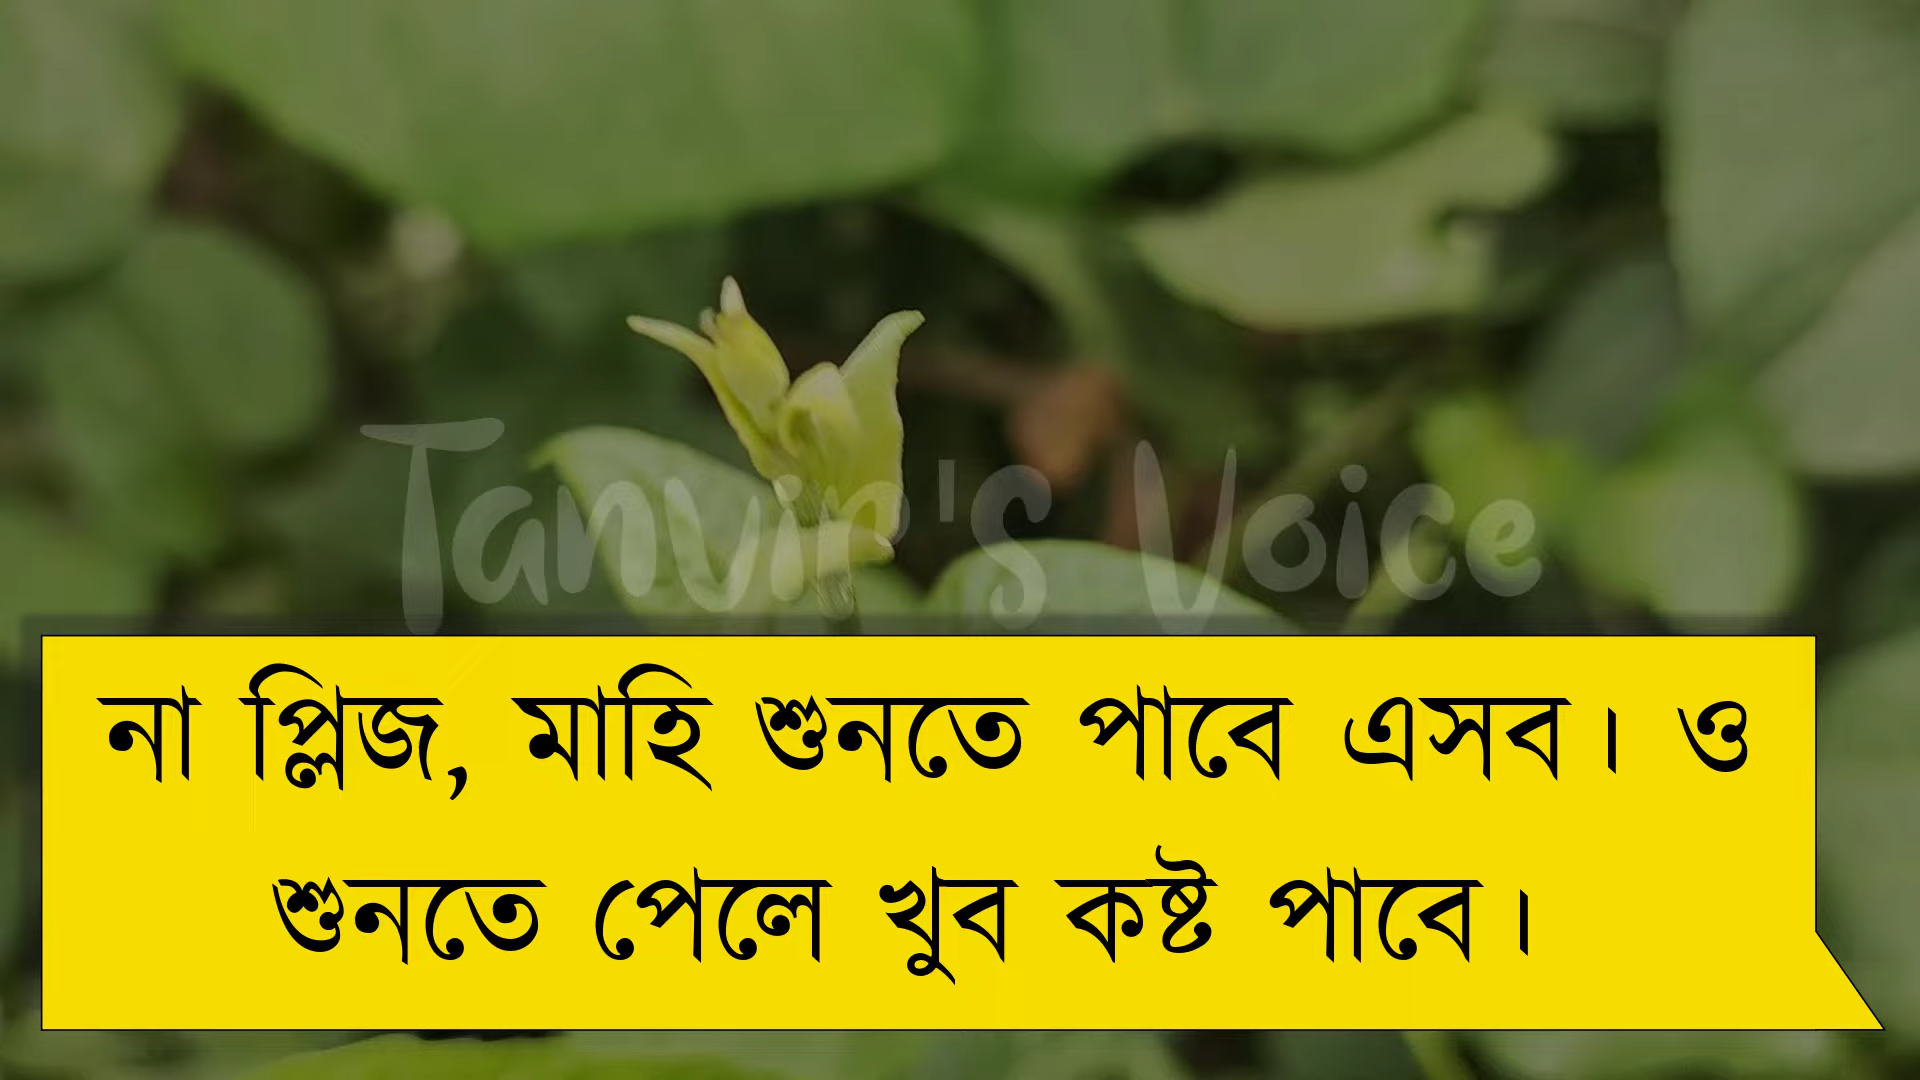 Tanvir's Voice
না প্লিজ, মাহি শুনতে পাবে এসব। ও
শুনতে পেলে খুব কষ্ট পাবে।